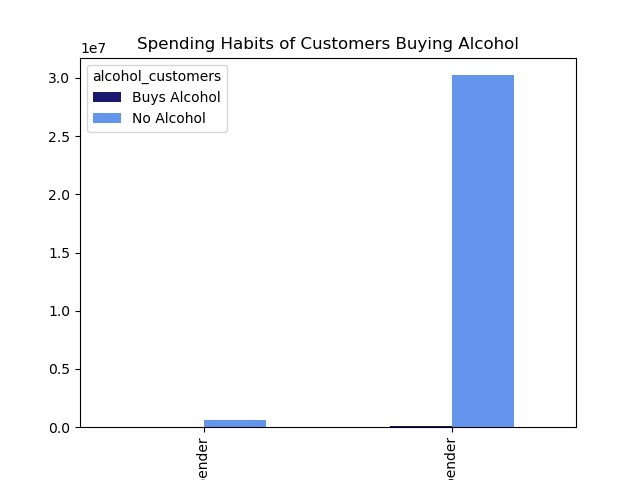 Spending Habits of Customers Buying Alcohol
1e7
alcohol_customers
Buys Alcohol
No Alcohol
3.0
2.5
2.0
1.5
1.0
0.5
0.0
ender
ender